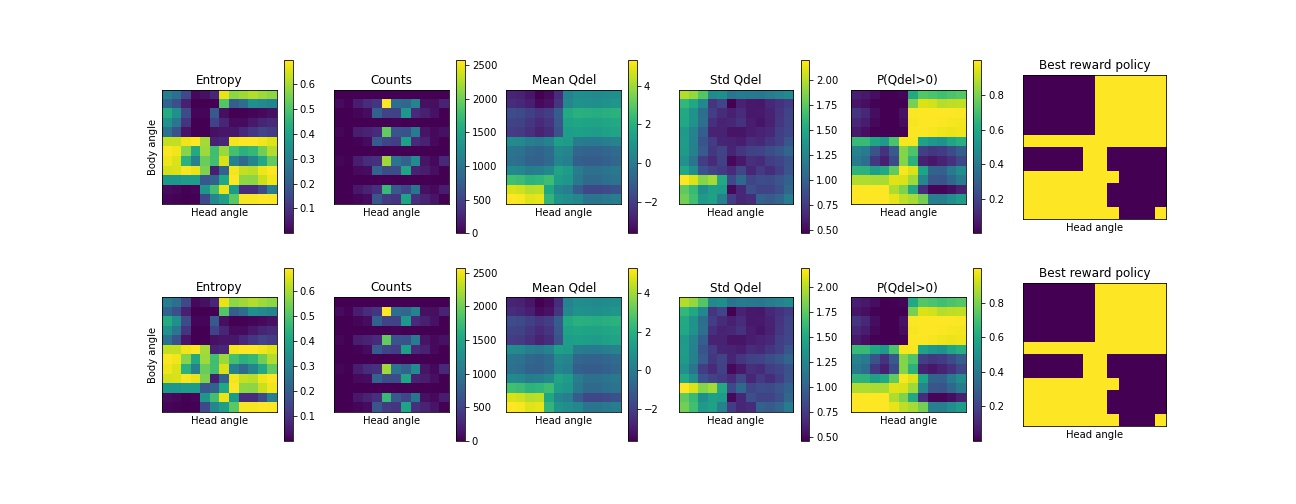 Entropy
Counts
Mean Qdel
Std Qdel
P(Qdel>0)
Best reward policy
Body angle
Head angle
Head angle
Head angle
Head angle
Head angle
Head angle
0.6
0.5
0.4
0.3
0.2
0.1
2500
2000
1500
1000
500
0
4
2
0
−2
2.00
1.75
1.50
1.25
1.00
0.75
0.50
0.8
0.6
0.4
0.2
Entropy
Counts
Mean Qdel
Std Qdel
P(Qdel>0)
Best reward policy
Body angle
Head angle
Head angle
Head angle
Head angle
Head angle
Head angle
0.6
0.5
0.4
0.3
0.2
0.1
2500
2000
1500
1000
500
0
4
2
0
−2
2.00
1.75
1.50
1.25
1.00
0.75
0.50
0.8
0.6
0.4
0.2